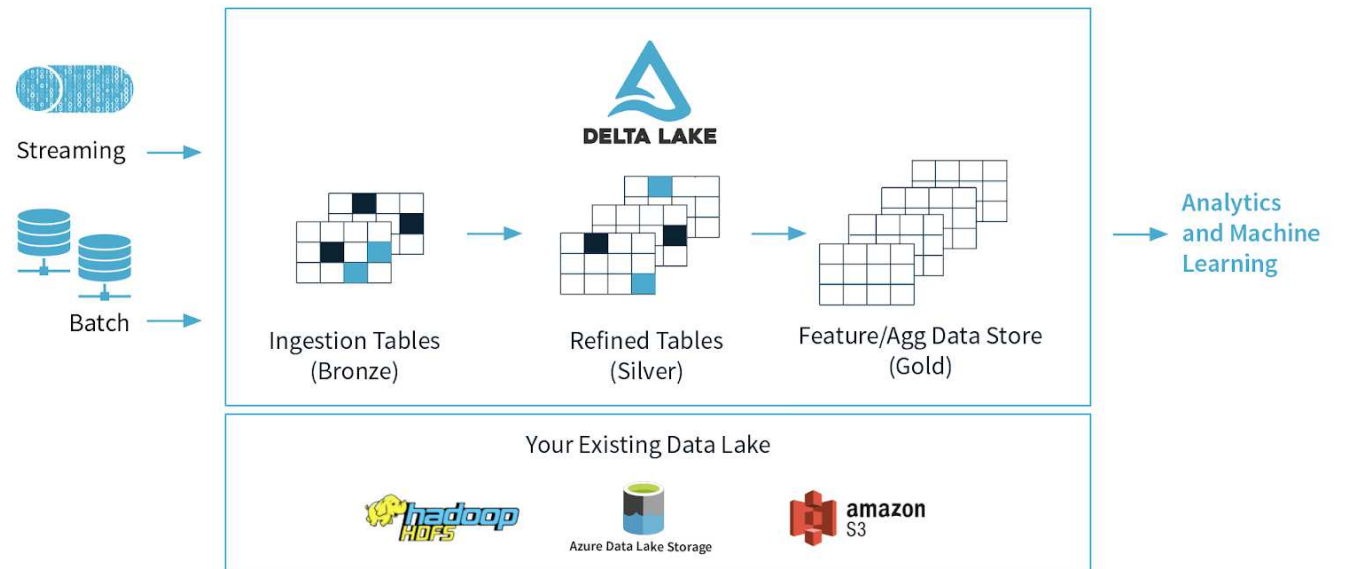 DELTA LAKE
Streaming
Batch
Ingestion Tables
(Bronze)
Refined Tables
(Silver)
Feature/Agg Data Store
(Gold)
Analytics
and Machine
Learning
Your Existing Data Lake
hadoop
HDFS
Azure Data Lake Storage
amazon
S3